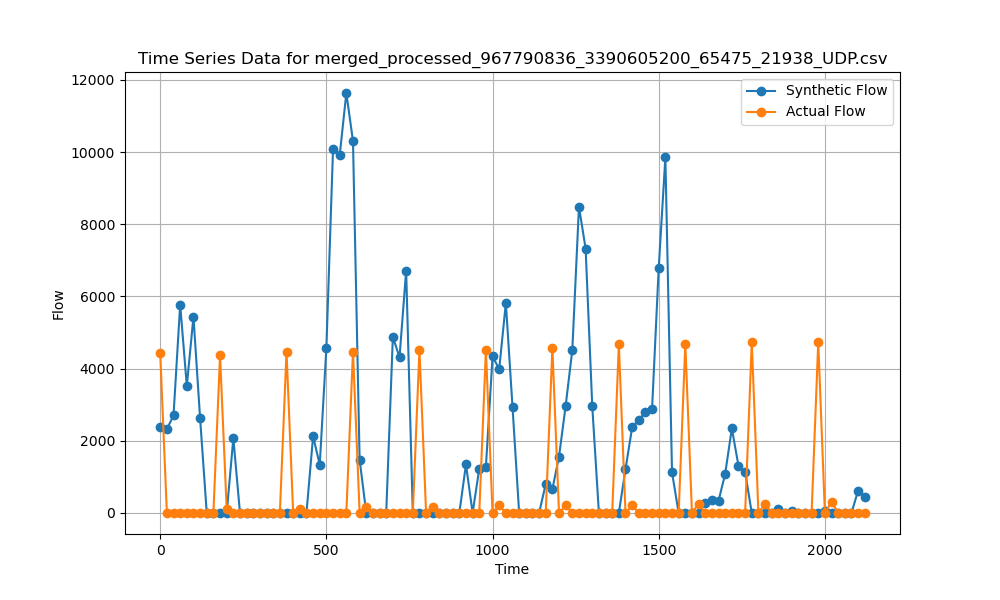 Time Series Data for merged_processed_967790836_3390605200_65475_21938_UDP.csv
Synthetic Flow
Actual Flow
12000
10000
8000
6000
4000
2000
0
Flow
0
500
1000
1500
2000
Time